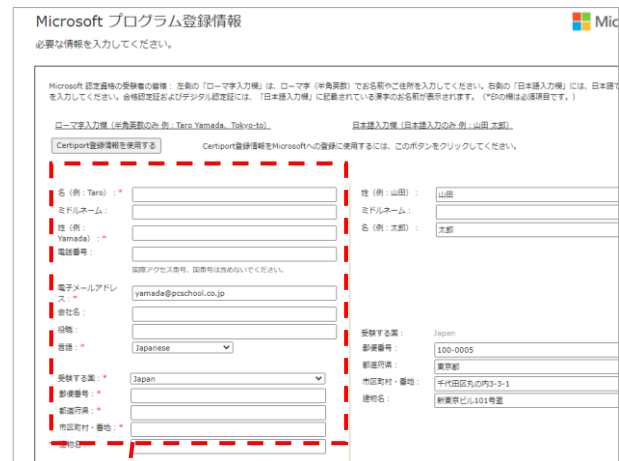 Microsoft プログラム登録情報
Mic
必要な情報を入力してください。
Microsoft 認定資格の受験者の皆様： 左側の「ローマ字入力欄」は、ローマ字（半角英数）でお名前やご住所を入力してください。右側の「日本語入力欄」には、日本語で
を入力してください。合格認定証およびデジタル認定証には、「日本語入力欄」に記載されている漢字のお名前が表示されます。（*印の欄は必須項目です。）
ローマ字入力欄（半角英数のみ 例：Taro Yamada、Tokyo-to） 日本語入力欄（日本語入力のみ 例：山田 太郎）
Certiport登録情報を使用する Certiport登録情報をMicrosoftへの登録に使用するには、このボタンをクリックしてください。
名（例：Taro）：* 姓（例：山田）： 山田
ミドルネーム： ミドルネーム：
姓（例： 名（例：太郎）： 太郎
Yamada）：*
電話番号：
国際アクセス番号、国番号は含めないでください。
電子メールアドレ
ス：* yamada@pcschool.co.jp
会社名：
役職： 受験する国： Japan
言語：* Japanese 郵便番号： 100-0005
都道府県： 東京都
受験する国：* Japan 市区町村・番地： 千代田区丸の内3-3-1
郵便番号：* 建物名： 新東京ビル101号室
都道府県：*
市区町村・番地：*
建物名：